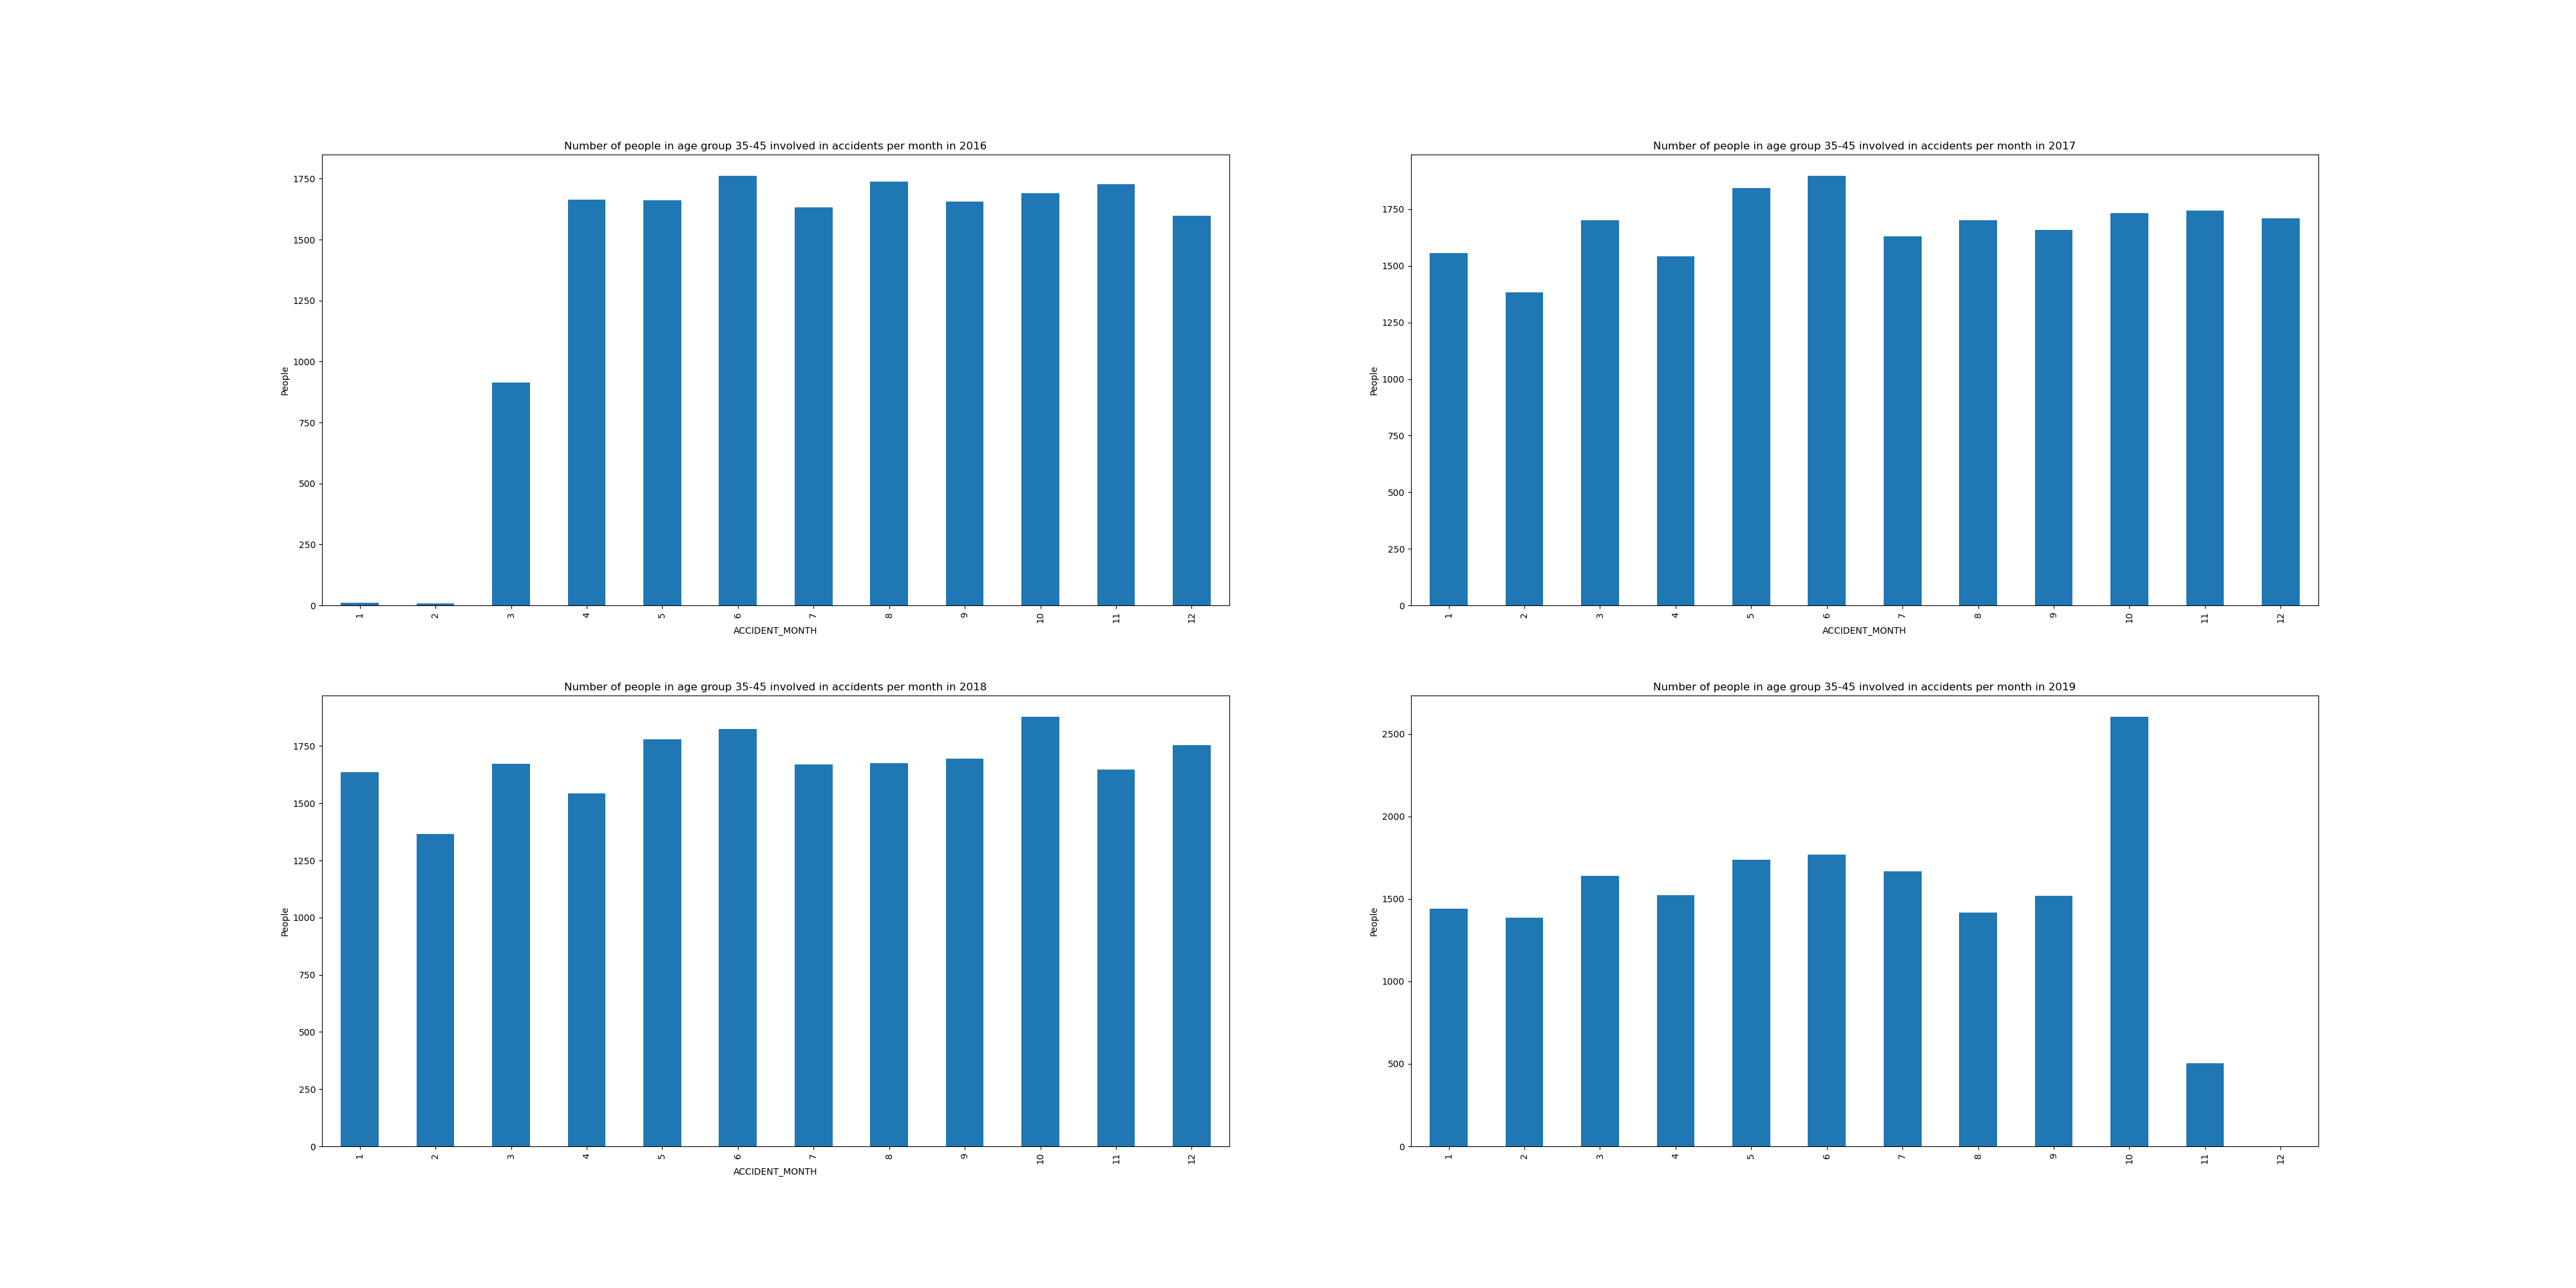 Number of people in age group 35-45 involved in accidents per month in 2016
1750
1500
1250
1000
750
500
250
0
People
1 2 3 4 5 6 7 8 9 10 11 12
ACCIDENT_MONTH
Number of people in age group 35-45 involved in accidents per month in 2017
1750
1500
1250
1000
750
500
250
0
People
1 2 3 4 5 6 7 8 9 10 11 12
ACCIDENT_MONTH
Number of people in age group 35-45 involved in accidents per month in 2018
1750
1500
1250
1000
750
500
250
0
People
1 2 3 4 5 6 7 8 9 10 11 12
ACCIDENT_MONTH
Number of people in age group 35-45 involved in accidents per month in 2019
2500
2000
1500
1000
500
0
People
1 2 3 4 5 6 7 8 9 10 11 12